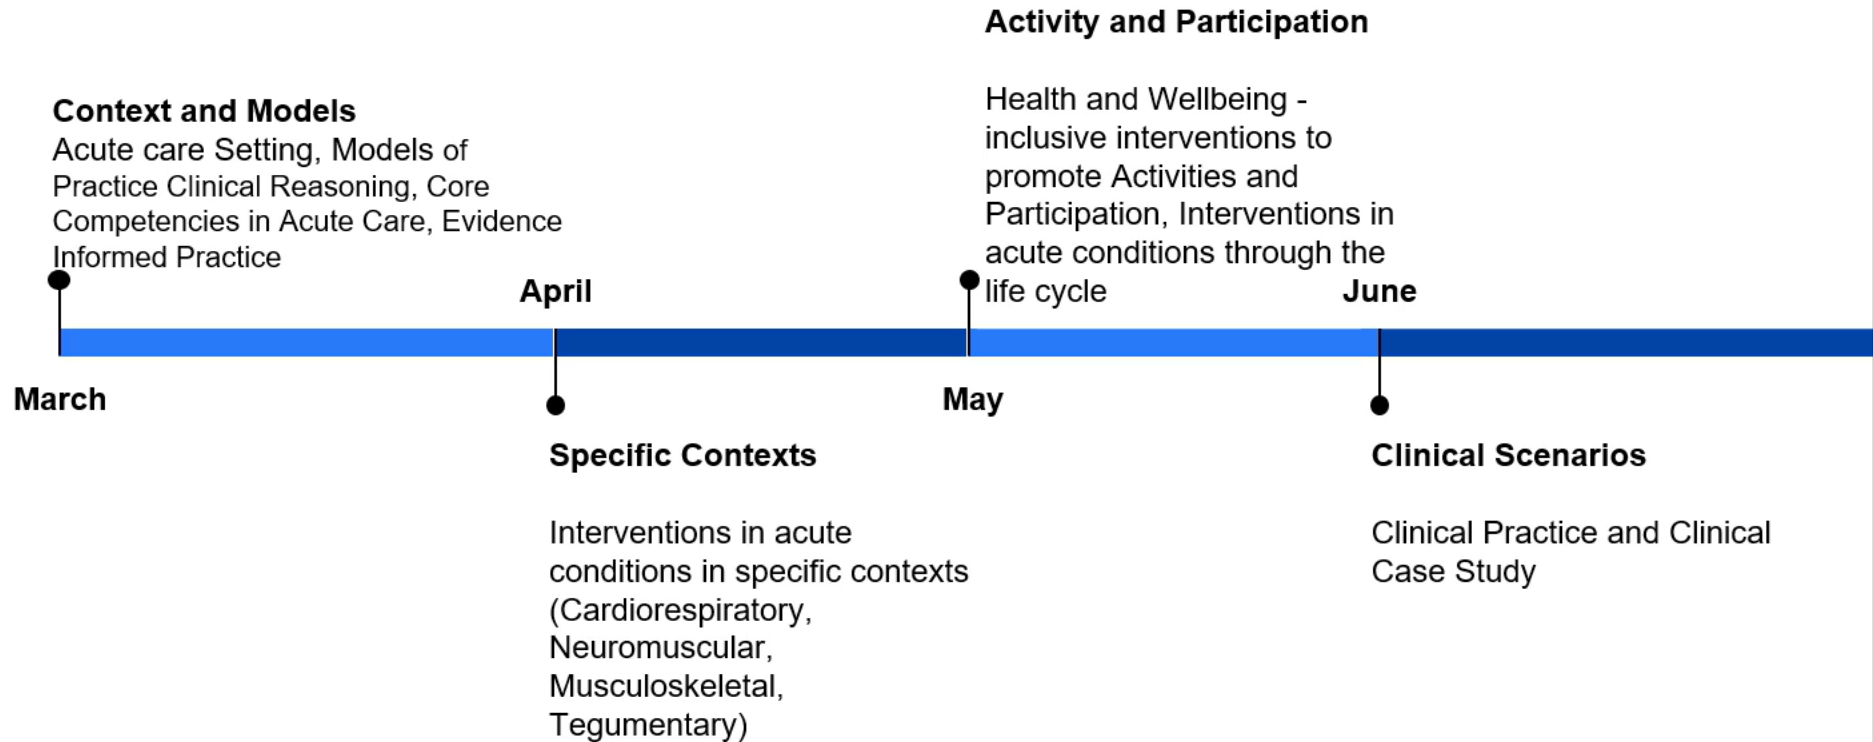 Activity and Participation
Health and Wellbeing -
inclusive interventions to
promote Activities and
Participation, Interventions in
acute conditions through the
life cycle
Context and Models
Acute care Setting, Models of
Practice Clinical Reasoning, Core
Competencies in Acute Care, Evidence
Informed Practice
April
June
March
May
Specific Contexts
Interventions in acute
conditions in specific contexts
(Cardiorespiratory,
Neuromuscular,
Musculoskeletal,
Tegumentary)
Clinical Scenarios
Clinical Practice and Clinical
Case Study